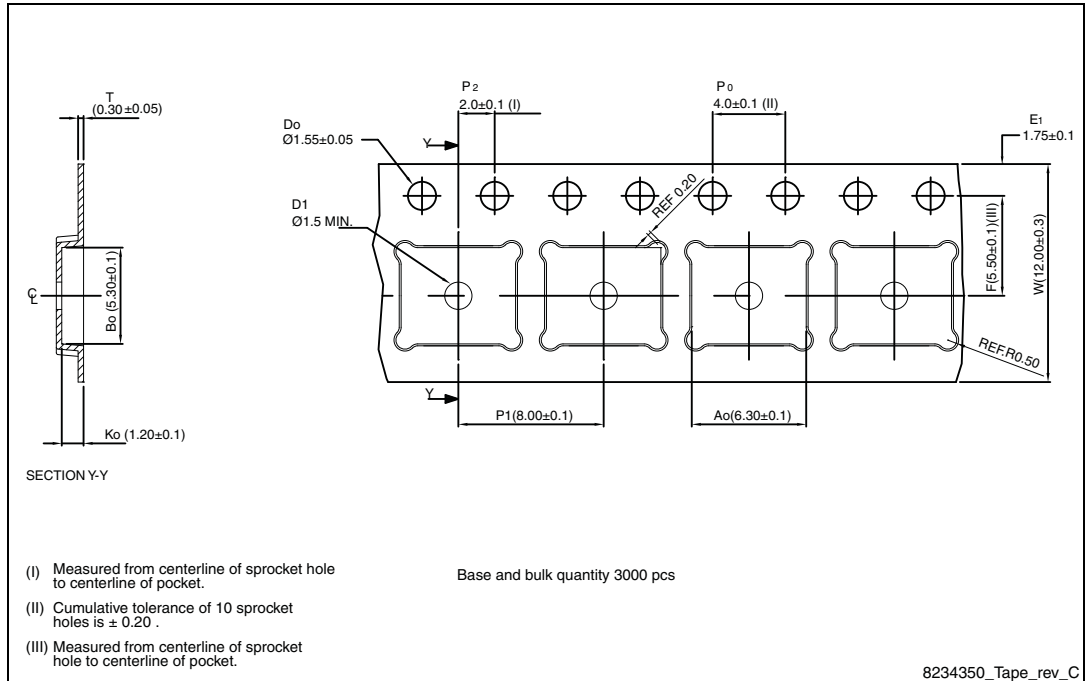 T
(0.30±0.05)
P2
2.0±0.1 (I)
P0
4.0±0.1 (II)
Do
Ø1.55±0.05
Y
E1
1.75±0.1
D1
Ø1.5 MIN.
REF 0.20
F(5.50±0.1)(III)
W(12.00±0.3)
CL
Bo (5.30±0.1)
REF.R0.50
Y
P1(8.00±0.1)
Ao(6.30±0.1)
Ko (1.20±0.1)
SECTION Y-Y
(I) Measured from centerline of sprocket hole
to centerline of pocket.
Base and bulk quantity 3000 pcs
(II) Cumulative tolerance of 10 sprocket
holes is ± 0.20 .
(III) Measured from centerline of sprocket
hole to centerline of pocket.
8234350_Tape_rev_C